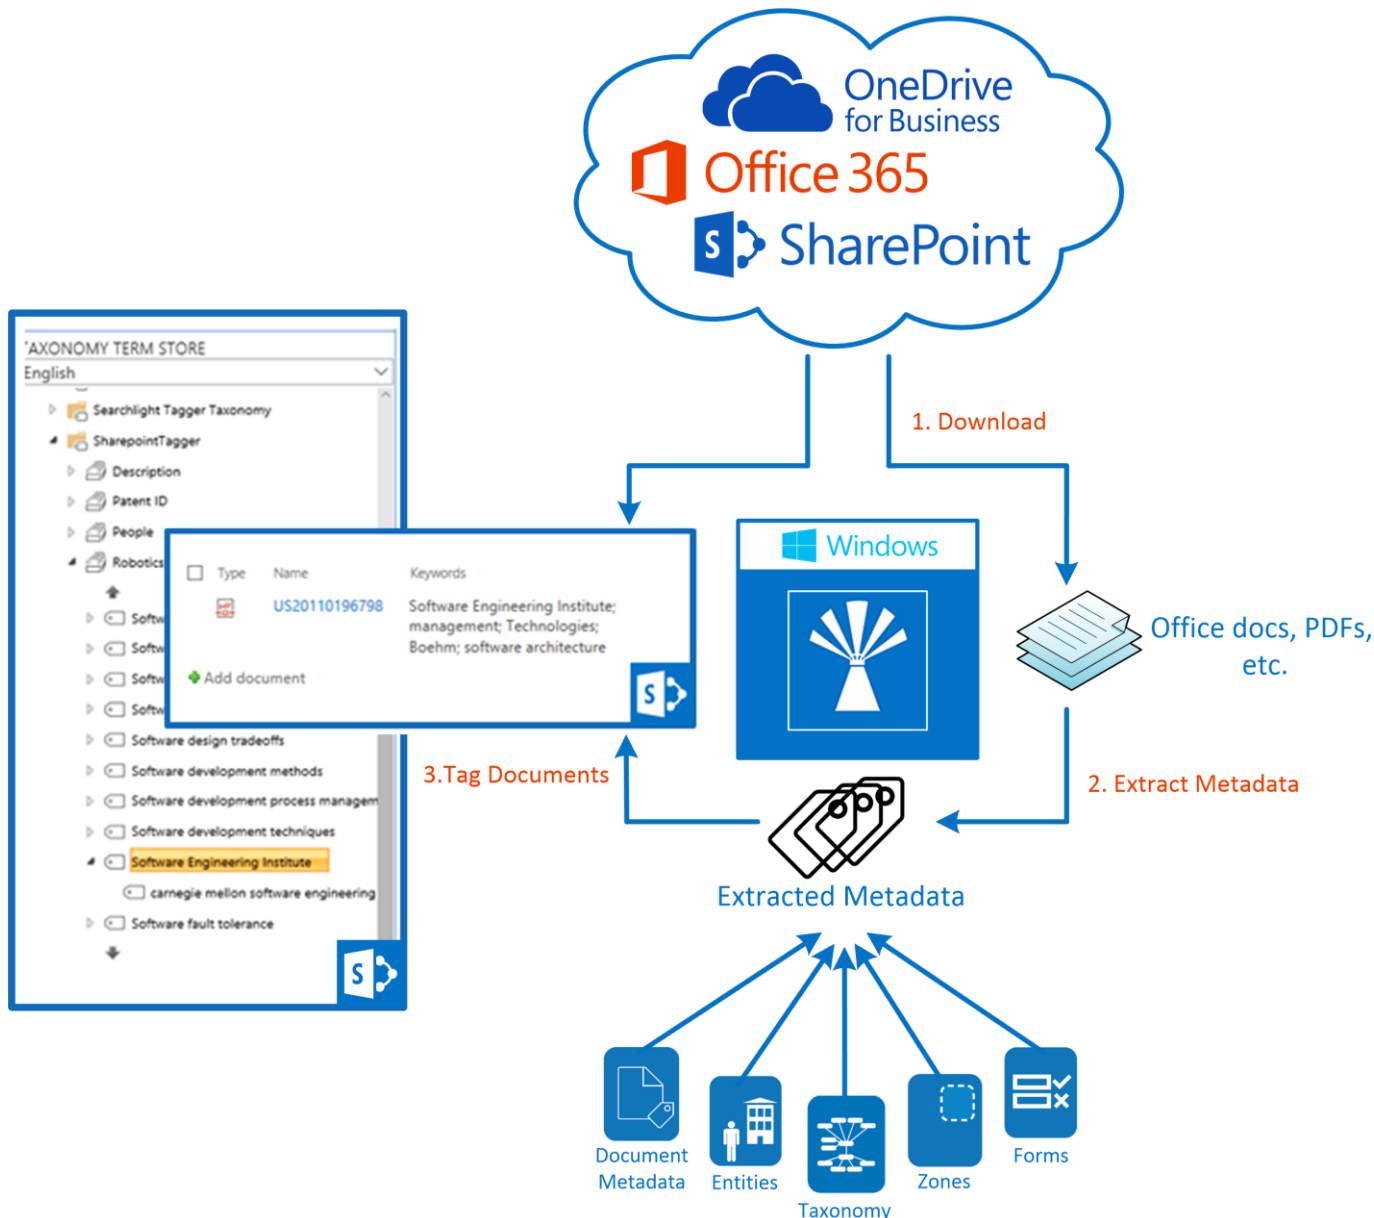 OneDrive
for Business
Office 365
SharePoint
'AXONOMY TERM STORE
English
Searchlight Tagger Taxonomy
SharepointTagger
Description
Patent ID
People
Robotics
Softw
Softw
Softw
Softw
Software design tradeoffs
Software development methods
Software development process managem
Software development techniques
Software Engineering Institute
carnegie mellon software engineering
Software fault tolerance
S
Type Name Keywords
US20110196798 Software Engineering Institute;
management; Technologies;
Boehm; software architecture
Add document
S
1. Download
Windows
Office docs, PDFs,
etc.
2. Extract Metadata
3.Tag Documents
Extracted Metadata
Document
Metadata
Entities
Taxonomy
Zones
Forms